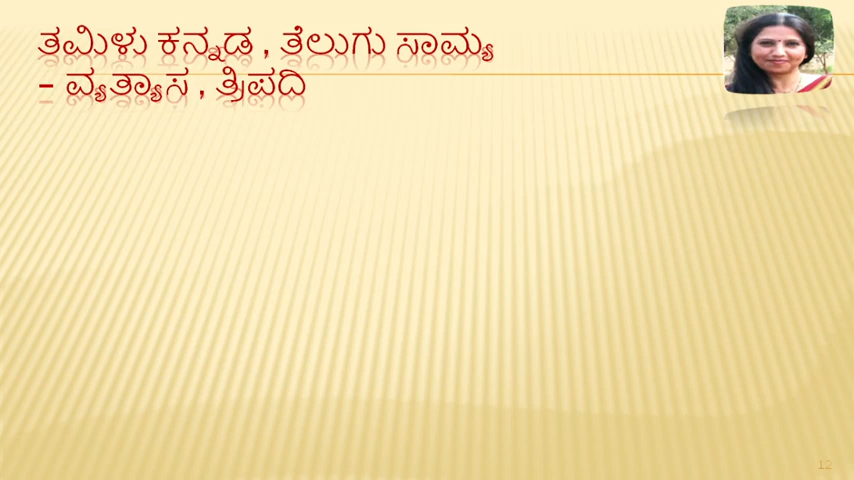 ತಮಿಳು ಕನ್ನಡ , ತೆಲುಗು ಸಾಮ್ಯ
– ವ್ಯತ್ಯಾಸ , ತ್ರಿಪದಿ
12